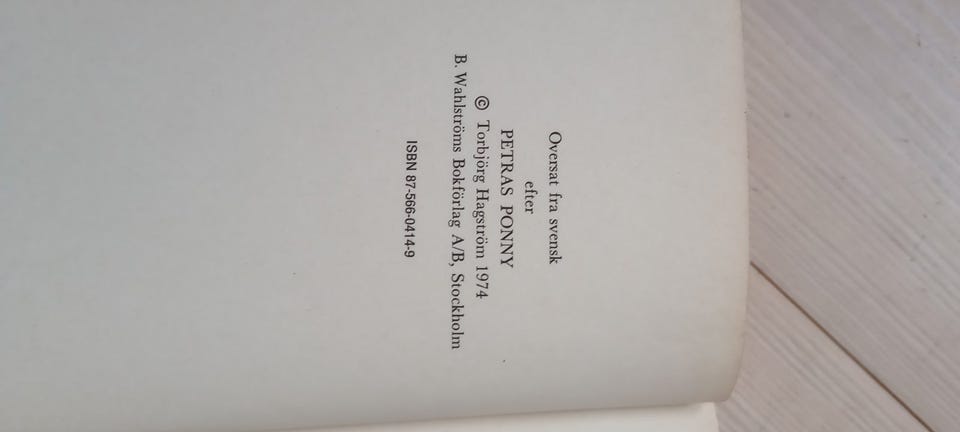 Oversat fra svensk
efter
PETRAS PONNY
© Torbjörg Hagström 1974
B. Wahlströms Bokförlag A/B, Stockholm
ISBN 87-566-0414-9